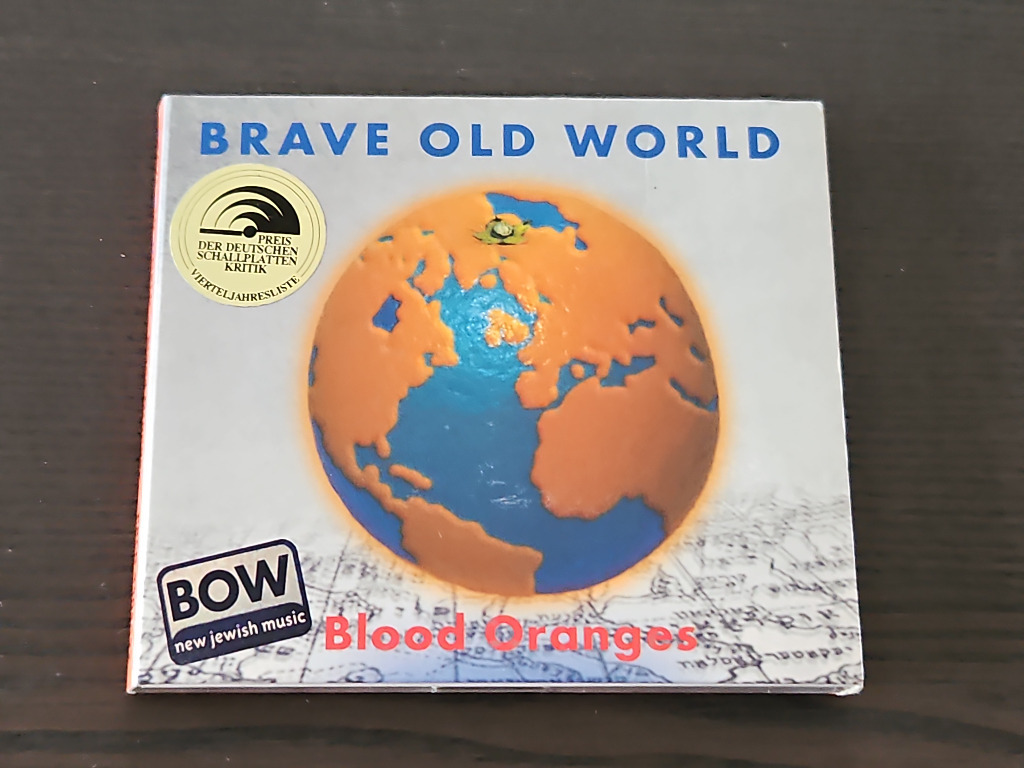 BRAVE OLD WORLD
PREIS
DER DEUTSCHEN
SCHALLPLATTEN
KRITIK
VIERTELJAHRESLISTE
BOW
new jewish music
Blood Oranges